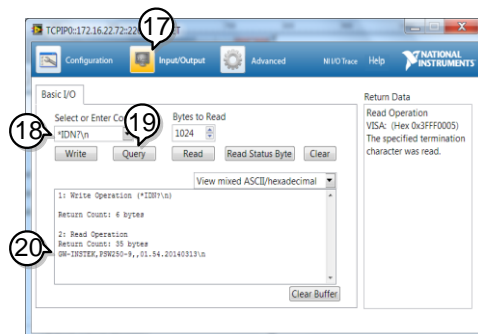 TCPIP0::172.16.22.72::22
17
Configuration
Input/Output
Advanced
NI I/O Trace
Help
NATIONAL
INSTRUMENTS
Basic I/O
Select or Enter Co
Bytes to Read
18
*IDN?\n
19
1024
Write
Query
Read
Read Status Byte
Clear
View mixed ASCII/hexadecimal
1: Write Operation (*IDN?\n)
Return Count: 6 bytes
2: Read Operation
Return Count: 35 bytes
20
GW-INSTEK,PSW250-9,,01.54.20140313\n
Clear Buffer
Return Data
Read Operation
VISA: (Hex 0x3FFF0005)
The specified termination
character was read.